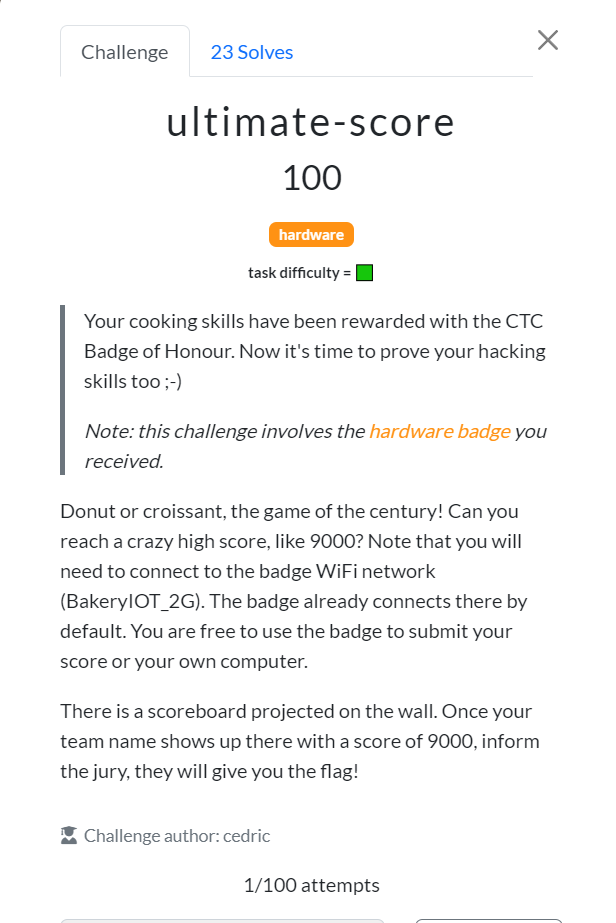 Challenge
23 Solves
ultimate-score
100
hardware
task difficulty =
Your cooking skills have been rewarded with the CTC
Badge of Honour. Now it's time to prove your hacking
skills too ;-)
Note: this challenge involves the hardware badge you
received.
Donut or croissant, the game of the century! Can you
reach a crazy high score, like 9000? Note that you will
need to connect to the badge WiFi network
(BakeryIOT_2G). The badge already connects there by
default. You are free to use the badge to submit your
score or your own computer.
There is a scoreboard projected on the wall. Once your
team name shows up there with a score of 9000, inform
the jury, they will give you the flag!
Challenge author: cedric
1/100 attempts